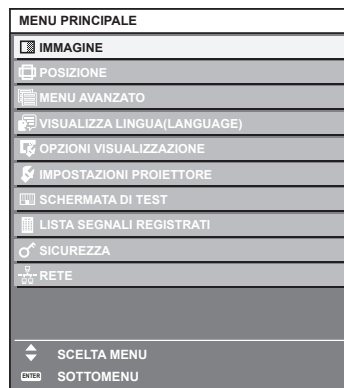 MENU PRINCIPALE
IMMAGINE
POSIZIONE
MENU AVANZATO
VISUALIZZA LINGUA(LANGUAGE)
OPZIONI VISUALIZZAZIONE
IMPOSTAZIONI PROIETTORE
SCHERMATA DI TEST
LISTA SEGNALI REGISTRATI
SICUREZZA
RETE
SCELTA MENU
ENTER SOTTOMENU